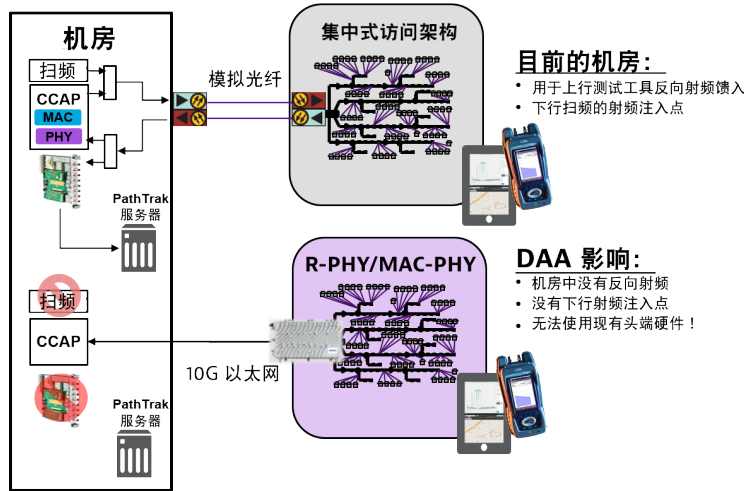 机房
扫频
CCAP
MAC
PHY
PathTrak
服务器
模拟光纤
集中式访问架构
目前的机房：
• 用于上行测试工具反向射频馈入
• 下行扫频的射频注入点
扫频
CCAP
PathTrak
服务器
10G 以太网
R-PHY/MAC-PHY
DAA 影响：
• 机房中没有反向射频
• 没有下行射频注入点
• 无法使用现有头端硬件！